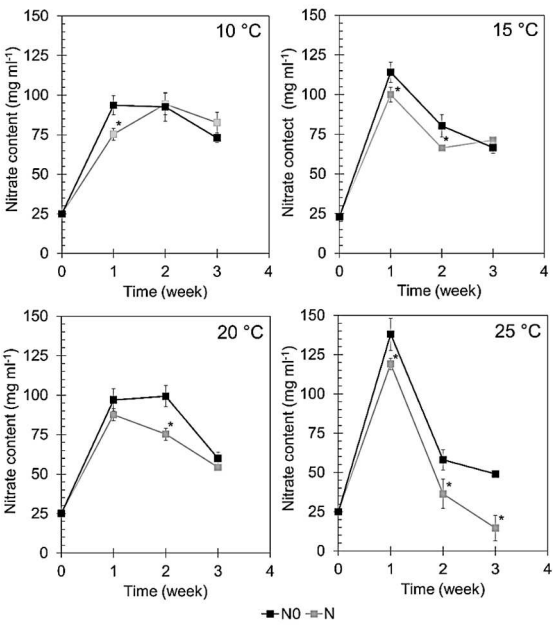 10 °C
Nitrate content (mg ml-1)
150
125
100
75
50
25
0
0 1 2 3 4
*
Time (week)
15 °C
Nitrate contect (mg ml-1)
150
125
100
75
50
25
0
0 1 2 3 4
*
*
Time (week)
20 °C
Nitrate content (mg ml-1)
150
125
100
75
50
25
0
0 1 2 3 4
*
Time (week)
25 °C
Nitrate content (mg ml-1)
150
125
100
75
50
25
0
0 1 2 3 4
*
*
*
Time (week)
N0 N